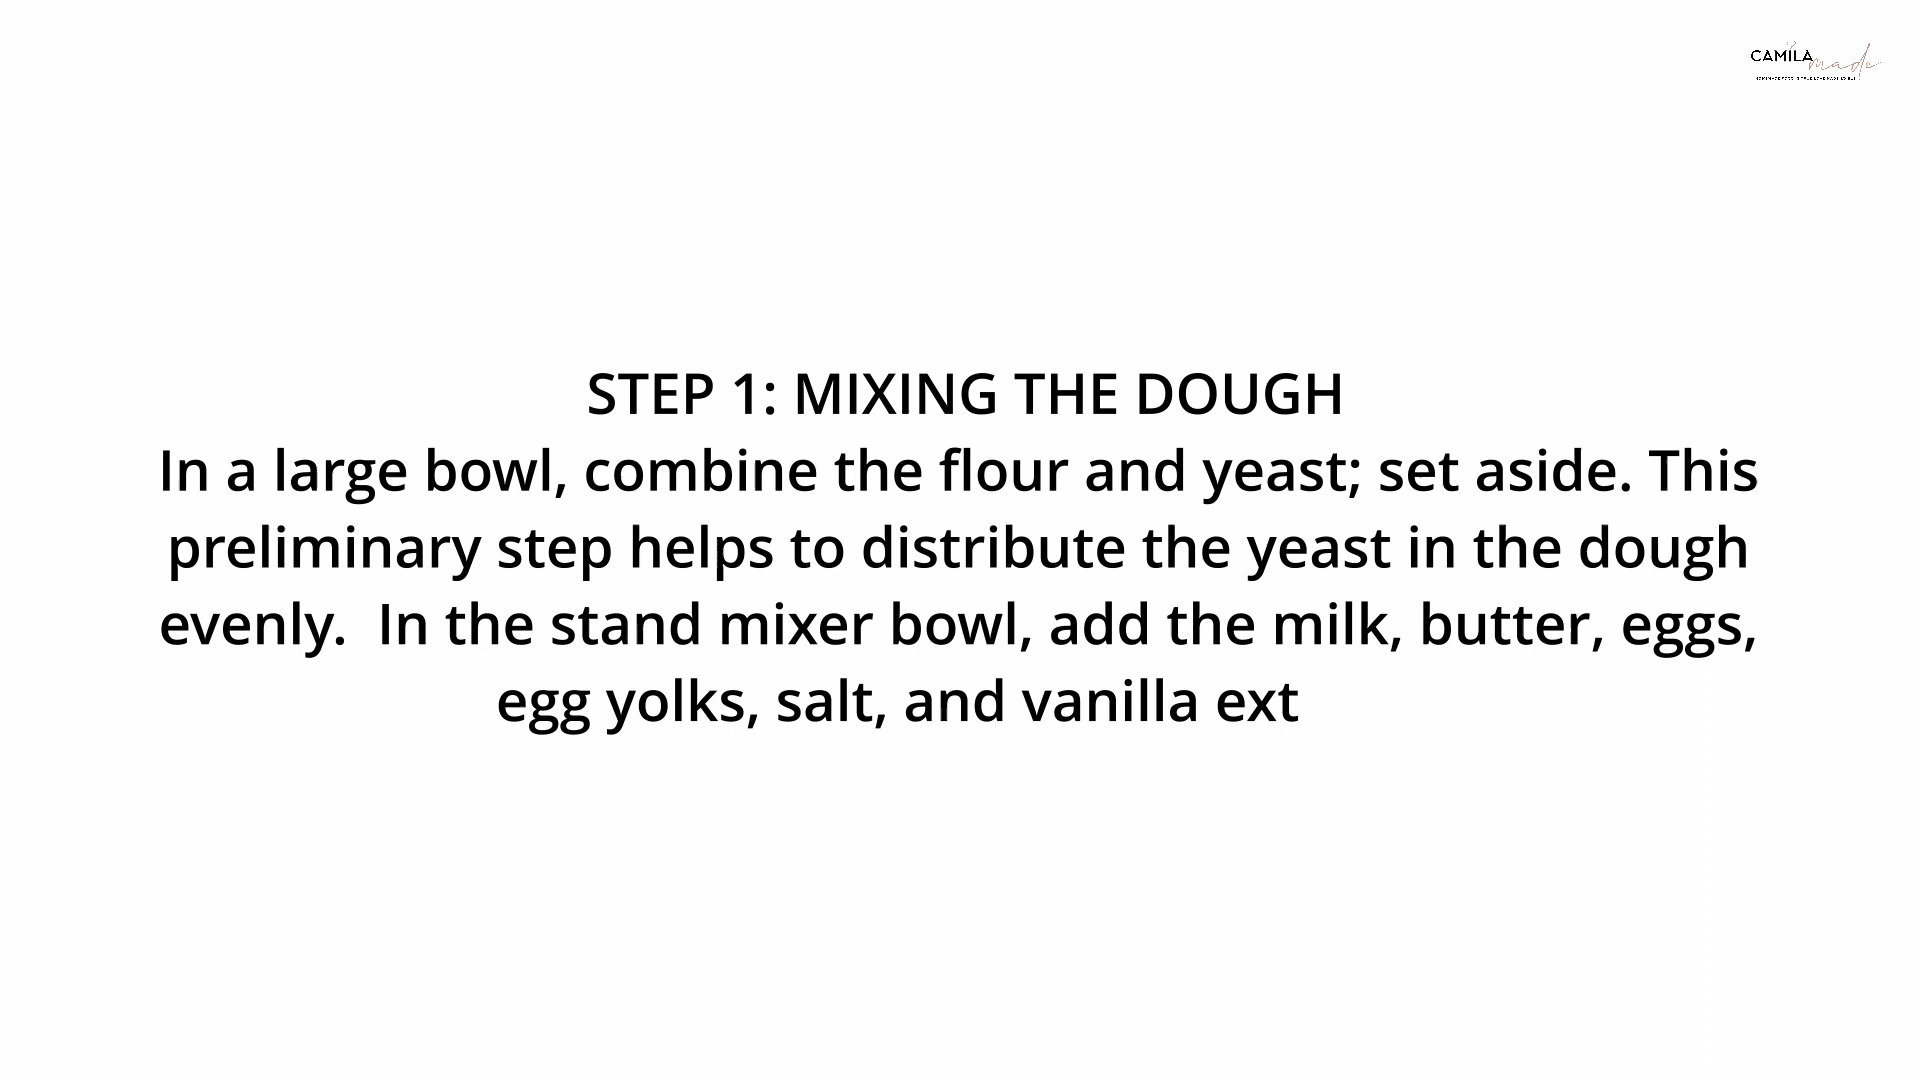 CAMILA
made
STEP 1: MIXING THE DOUGH
In a large bowl, combine the flour and yeast; set aside. This
preliminary step helps to distribute the yeast in the dough
evenly.  In the stand mixer bowl, add the milk, butter, eggs,
egg yolks, salt, and vanilla ext